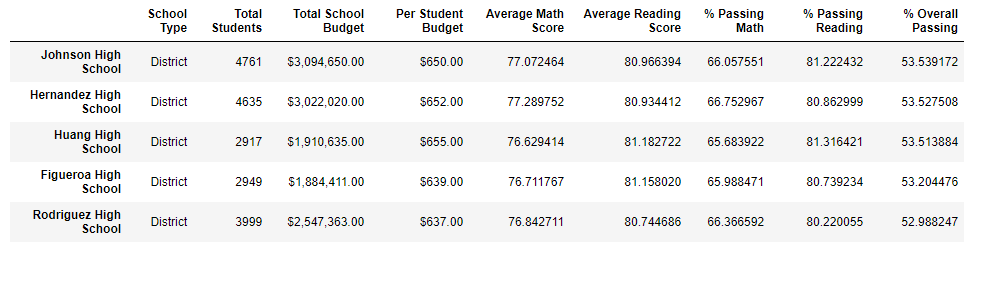 School Total Total School Per Student Average Math Average Reading % Passing % Passing % Overall
Type Students Budget Budget Score Score Math Reading Passing
Johnson High
School District 4761 $3,094,650.00 $650.00 77.072464 80.966394 66.057551 81.222432 53.539172
Hernandez High
School District 4635 $3,022,020.00 $652.00 77.289752 80.934412 66.752967 80.862999 53.527508
Huang High
School District 2917 $1,910,635.00 $655.00 76.629414 81.182722 65.683922 81.316421 53.513884
Figueroa High
School District 2949 $1,884,411.00 $639.00 76.711767 81.158020 65.988471 80.739234 53.204476
Rodriguez High
School District 3999 $2,547,363.00 $637.00 76.842711 80.744686 66.366592 80.220055 52.988247